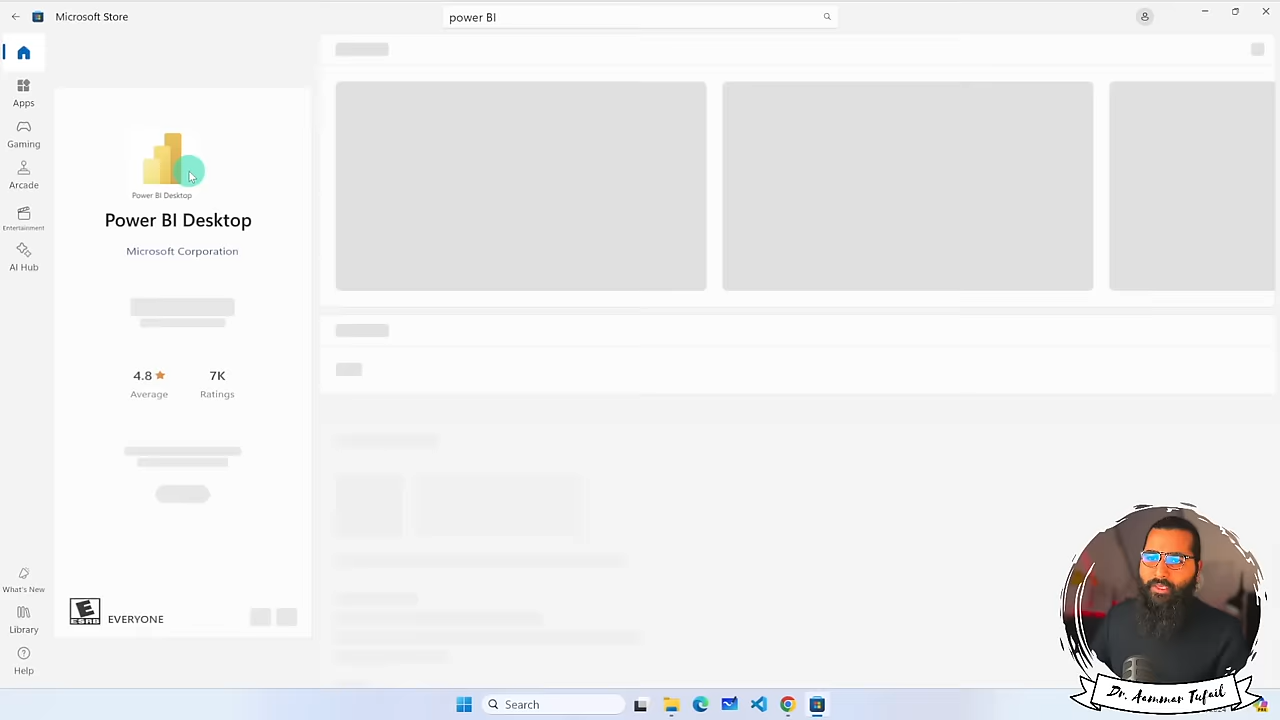 Microsoft Store
power BI
Apps
Gaming
Arcade
Entertainment
AI Hub
Power BI Desktop
Power BI Desktop
Microsoft Corporation
4.8
7K
Average
Ratings
E
ESRB
EVERYONE
What's New
Library
Help
Search
Dr. Aammar Tufail